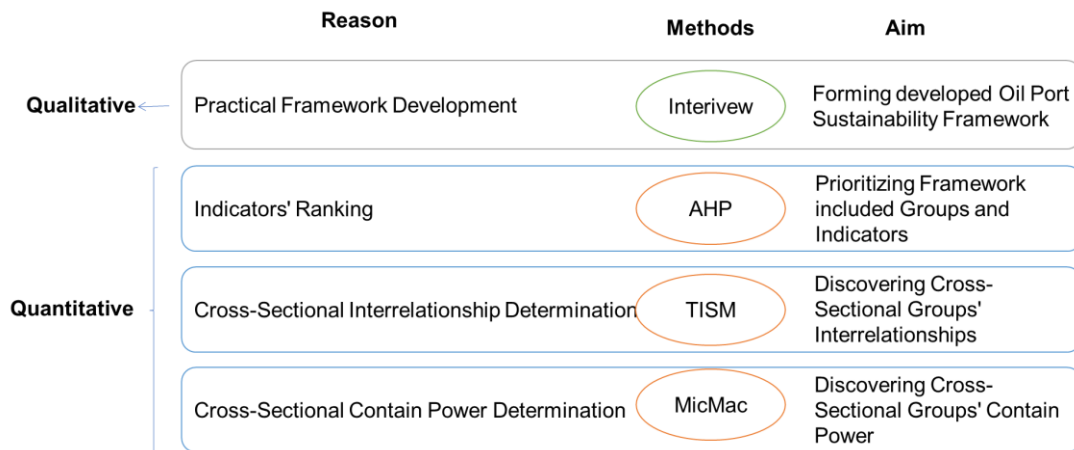 Reason
Methods
Aim
Qualitative
Practical Framework Development
Interivew
Forming developed Oil Port
Sustainability Framework
Quantitative
Indicators' Ranking
AHP
Prioritizing Framework
included Groups and
Indicators
Cross-Sectional Interrelationship Determination
TISM
Discovering Cross-
Sectional Groups'
Interrelationships
Cross-Sectional Contain Power Determination
MicMac
Discovering Cross-
Sectional Groups' Contain
Power